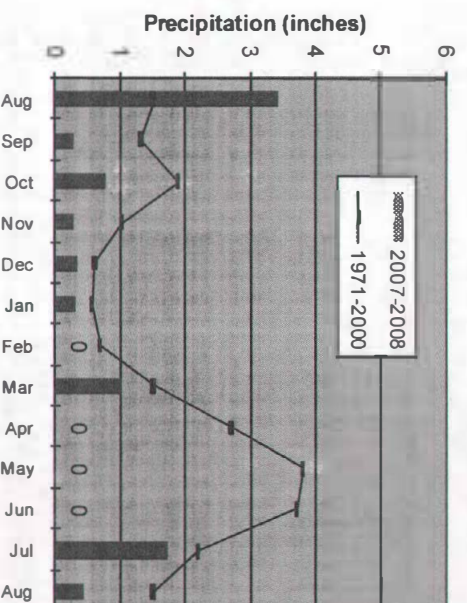 Precipitation (inches)
0 1 2 3 4 5 6
2007-2008
1971-2000
Aug
Sep
Oct
Nov
Dec
Jan
Feb 0
Mar
Apr 0
May 0
Jun 0
Jul
Aug